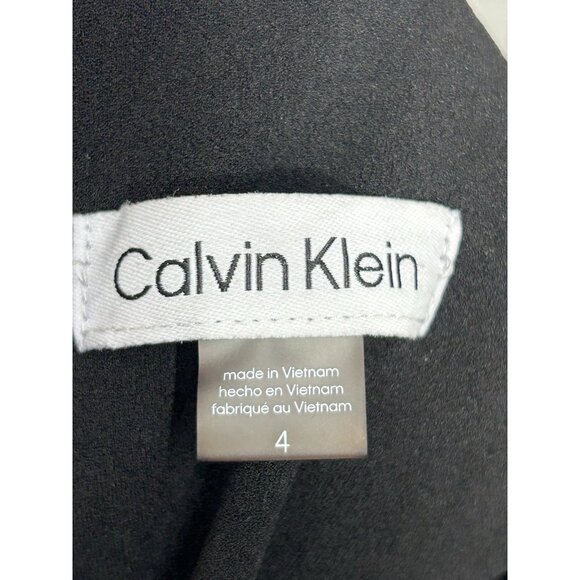 Calvin Klein
made in Vietnam
hecho en Vietnam
fabriqué au Vietnam
4